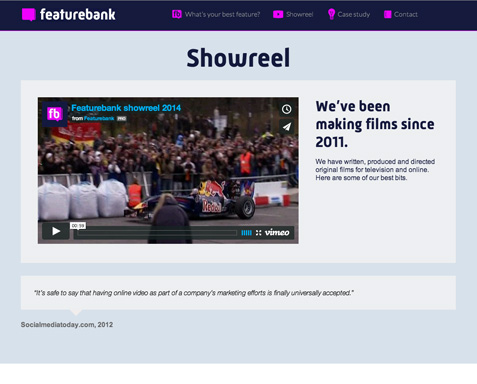 featurebank
What's your best feature?
Showreel
Case study
Contact
Showreel
fb
Featurebank showreel 2014
from Featurebank PRO
We've been
making films since
2011.
We have written, produced and directed
original films for television and online.
Here are some of our best bits.
00:59
vimeo
"It's safe to say that having online video as part of a company's marketing efforts is finally universally accepted."
Socialmediatoday.com, 2012